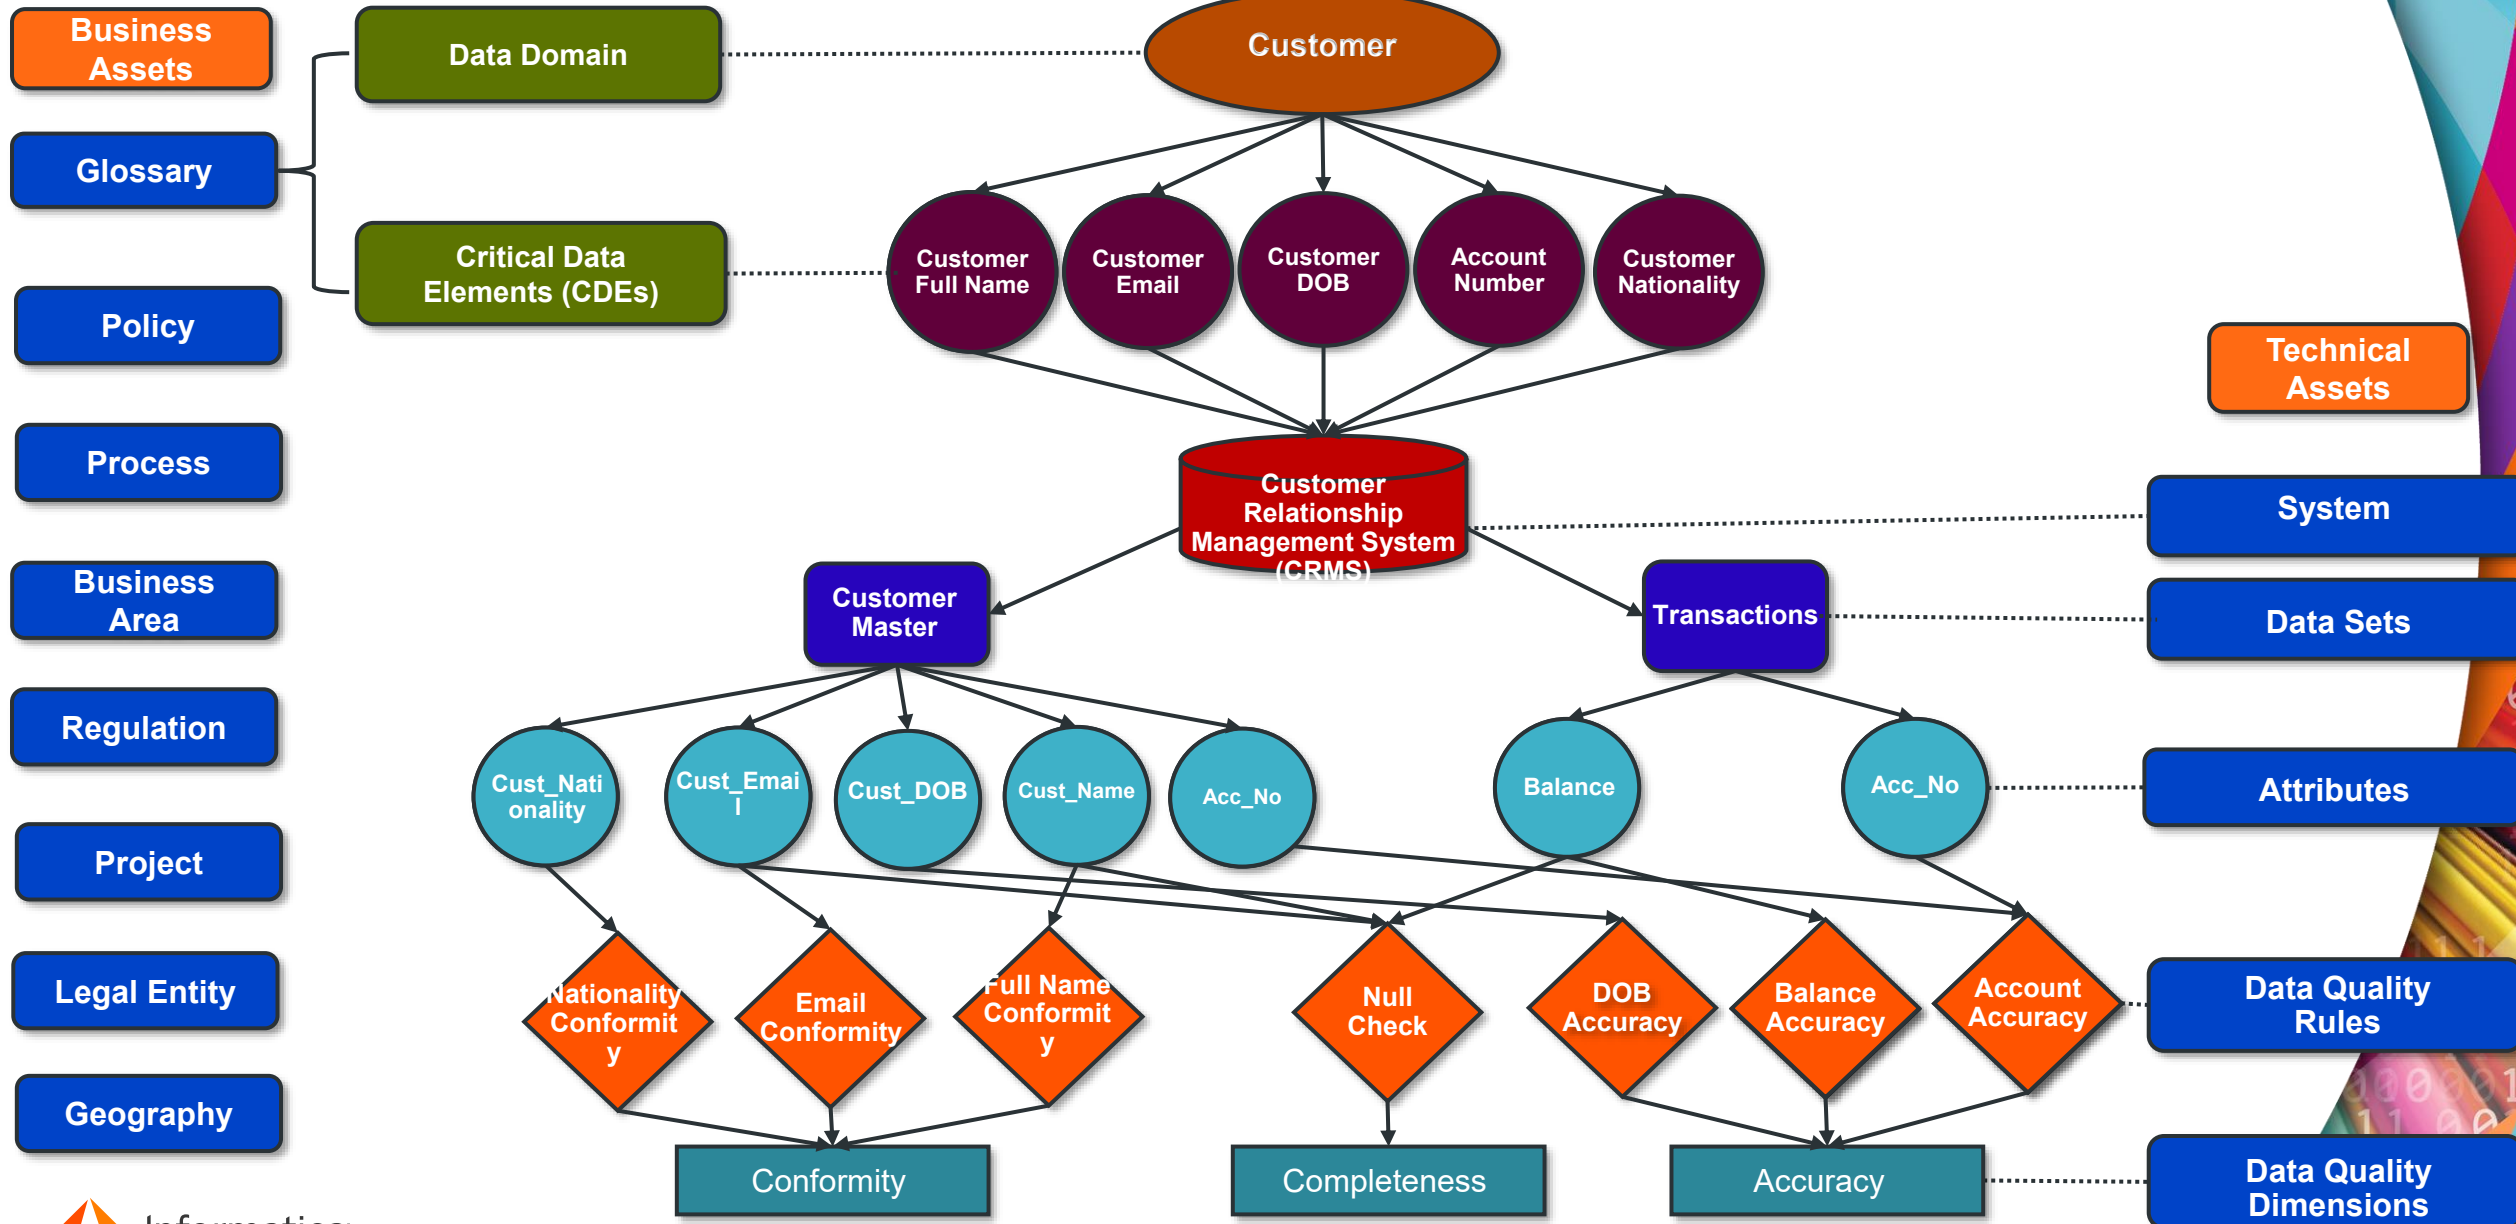 Business
Assets
Data Domain
Customer
Glossary
Critical Data
Elements (CDEs)
Customer
Full Name
Customer
Email
Customer
DOB
Account
Number
Customer
Nationality
Policy
Technical
Assets
Process
Customer
Relationship
Management System
(CRMS)
System
Business
Area
Customer
Master
Transactions
Data Sets
Regulation
Cust_Nati
onality
Cust_Emai
l
Cust_DOB
Cust_Name
Acc_No
Balance
Acc_No
Attributes
Project
Legal Entity
Nationality
Conformit
y
Email
Conformity
Full Name
Conformit
y
Null
Check
DOB
Accuracy
Balance
Accuracy
Account
Accuracy
Data Quality
Rules
Geography
Conformity
Completeness
Accuracy
Data Quality
Dimensions
Informatica